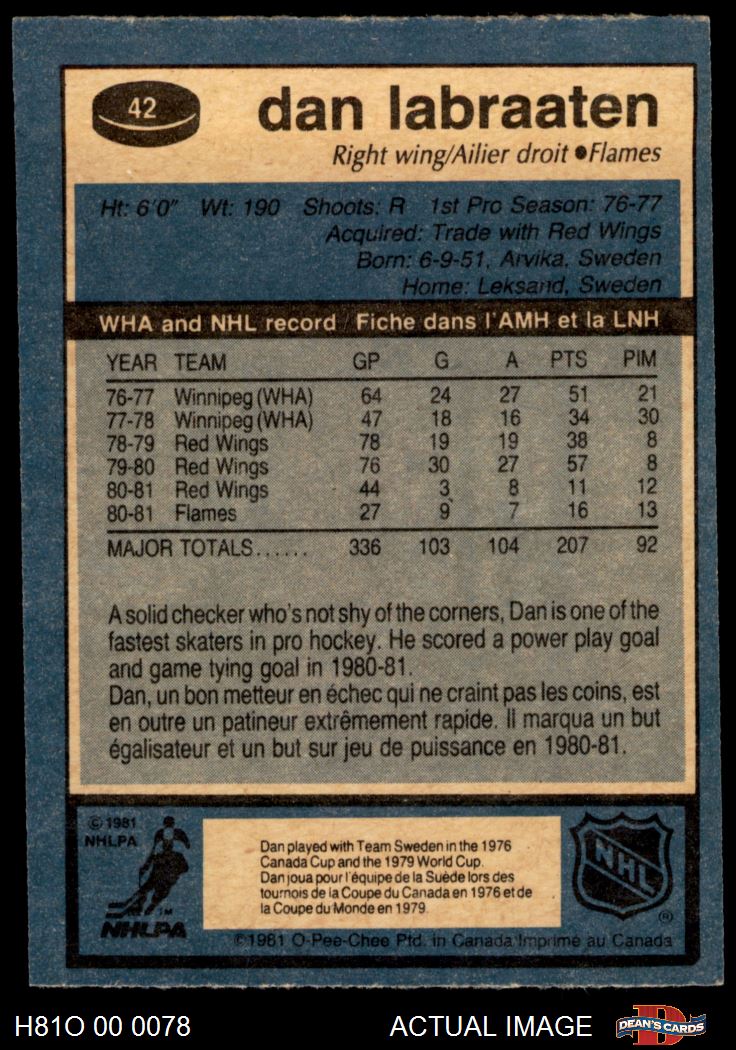 42
dan labraaten
Right wing/Ailier droit ●Flames
Ht: 6'0" Wt: 190 Shoots: R 1st Pro Season: 76-77
Acquired: Trade with Red Wings
Born: 6-9-51, Arvika, Sweden
Home: Leksand, Sweden
WHA and NHL record / Fiche dans l'AMH et la LNH
YEAR TEAM GP G A PTS PIM
76-77 Winnipeg (WHA) 64 24 27 51 21
77-78 Winnipeg (WHA) 47 18 16 34 30
78-79 Red Wings 78 19 19 38 8
79-80 Red Wings 76 30 27 57 8
80-81 Red Wings 44 3 8 11 12
80-81 Flames 27 9 7 16 13
MAJOR TOTALS...... 336 103 104 207 92
A solid checker who's not shy of the corners, Dan is one of the
fastest skaters in pro hockey. He scored a power play goal
and game tying goal in 1980-81.
Dan, un bon metteur en échec qui ne craint pas les coins, est
en outre un patineur extrêmement rapide. Il marqua un but
égalisateur et un but sur jeu de puissance en 1980-81.
© 1981
NHLPA
Dan played with Team Sweden in the 1976
Canada Cup and the 1979 World Cup.
Dan joua pour l'équipe de la Suède lors des
tournois de la Coupe du Canada en 1976 et de
la Coupe du Monde en 1979.
NHL
®
TM
NHLPA
©1981 O-Pee-Chee Ptd. in Canada/Imprimé au Canada
H81O 00 0078
ACTUAL IMAGE
D
DEAN'S CARDS